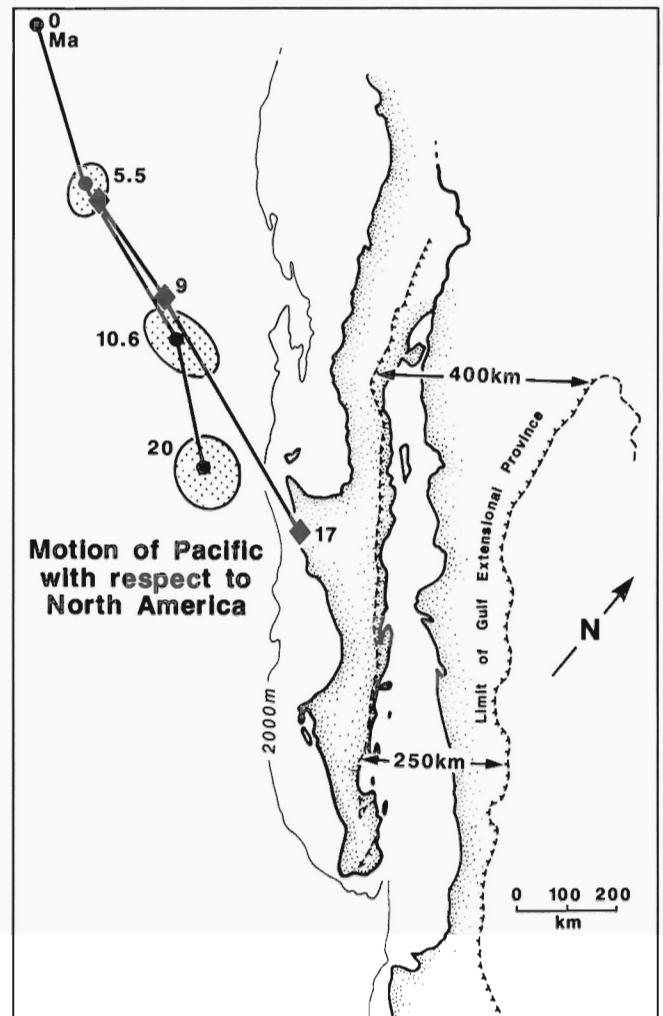 0
Ma
5.5
9
10.6
400km
20
17
Motion of Pacific
with respect to
North America
Limit of Gulf Extensional Province
N
2000m
250km
0 100 200
km